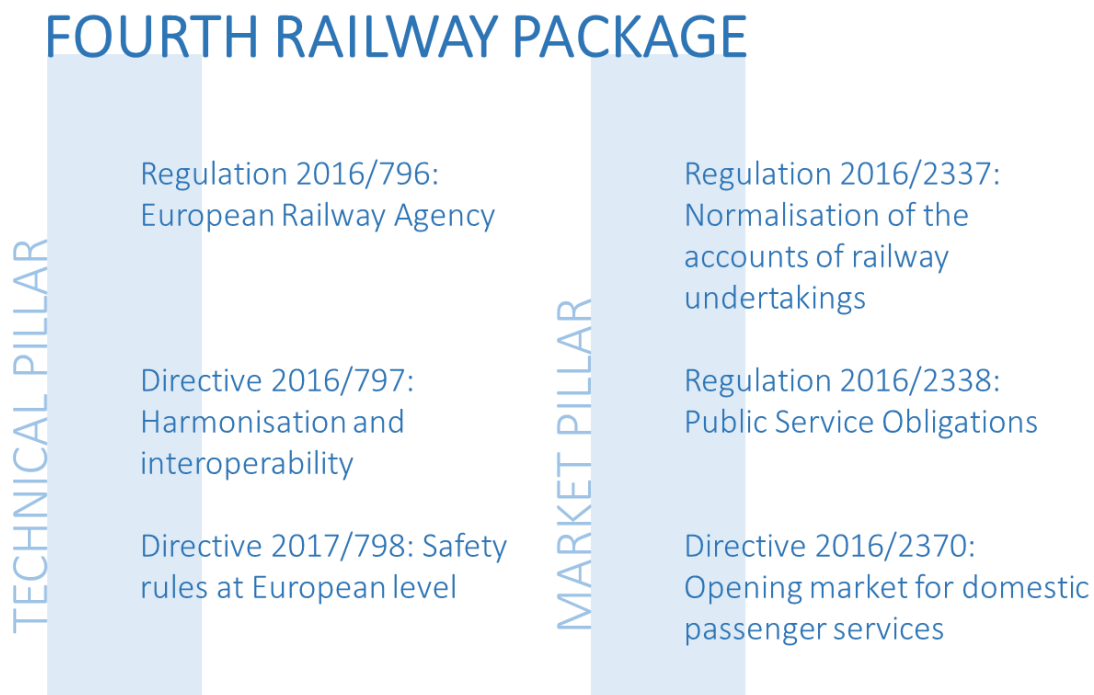 FOURTH RAILWAY PACKAGE
TECHNICAL PILLAR
Regulation 2016/796:
European Railway Agency
Directive 2016/797:
Harmonisation and
interoperability
Directive 2017/798: Safety
rules at European level
MARKET PILLAR
Regulation 2016/2337:
Normalisation of the
accounts of railway
undertakings
Regulation 2016/2338:
Public Service Obligations
Directive 2016/2370:
Opening market for domestic
passenger services